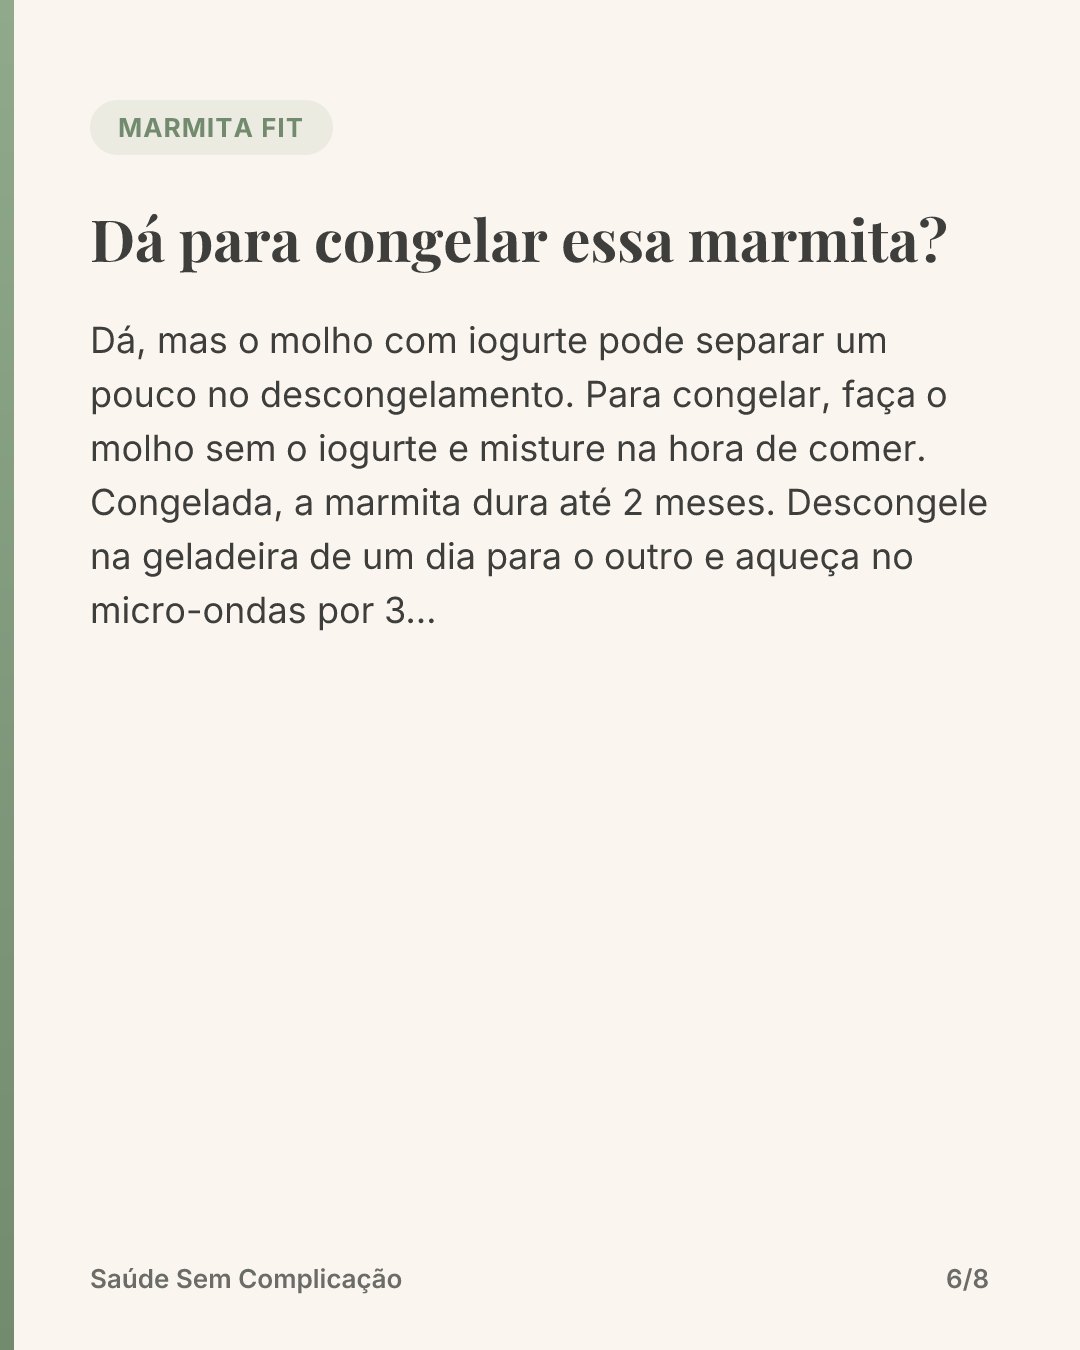 MARMITA FIT
Dá para congelar essa marmita?
Dá, mas o molho com iogurte pode separar um
pouco no descongelamento. Para congelar, faça o
molho sem o iogurte e misture na hora de comer.
Congelada, a marmita dura até 2 meses. Descongele
na geladeira de um dia para o outro e aqueça no
micro-ondas por 3...
Saúde Sem Complicação
6/8